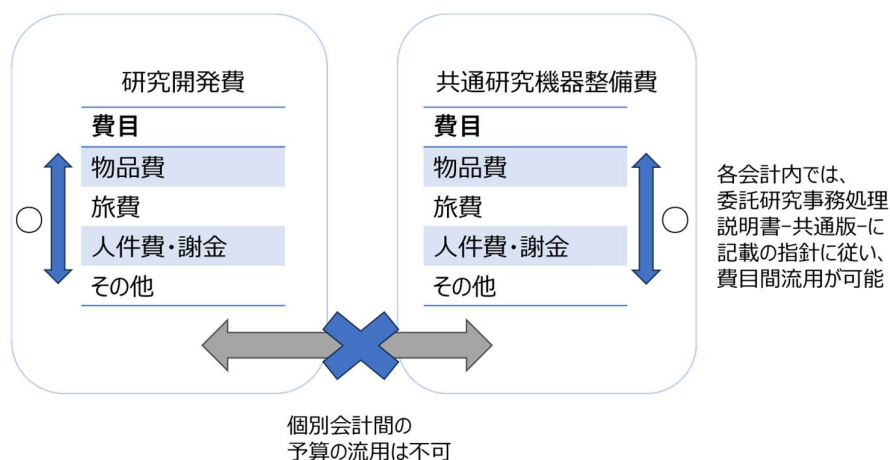 研究開発費
費目
物品費
旅費
人件費・謝金
その他
○
共通研究機器整備費
費目
物品費
旅費
人件費・謝金
その他
○
各会計内では、
委託研究事務処理
説明書-共通版-に
記載の指針に従い、
費目間流用が可能
個別会計間の
予算の流用は不可